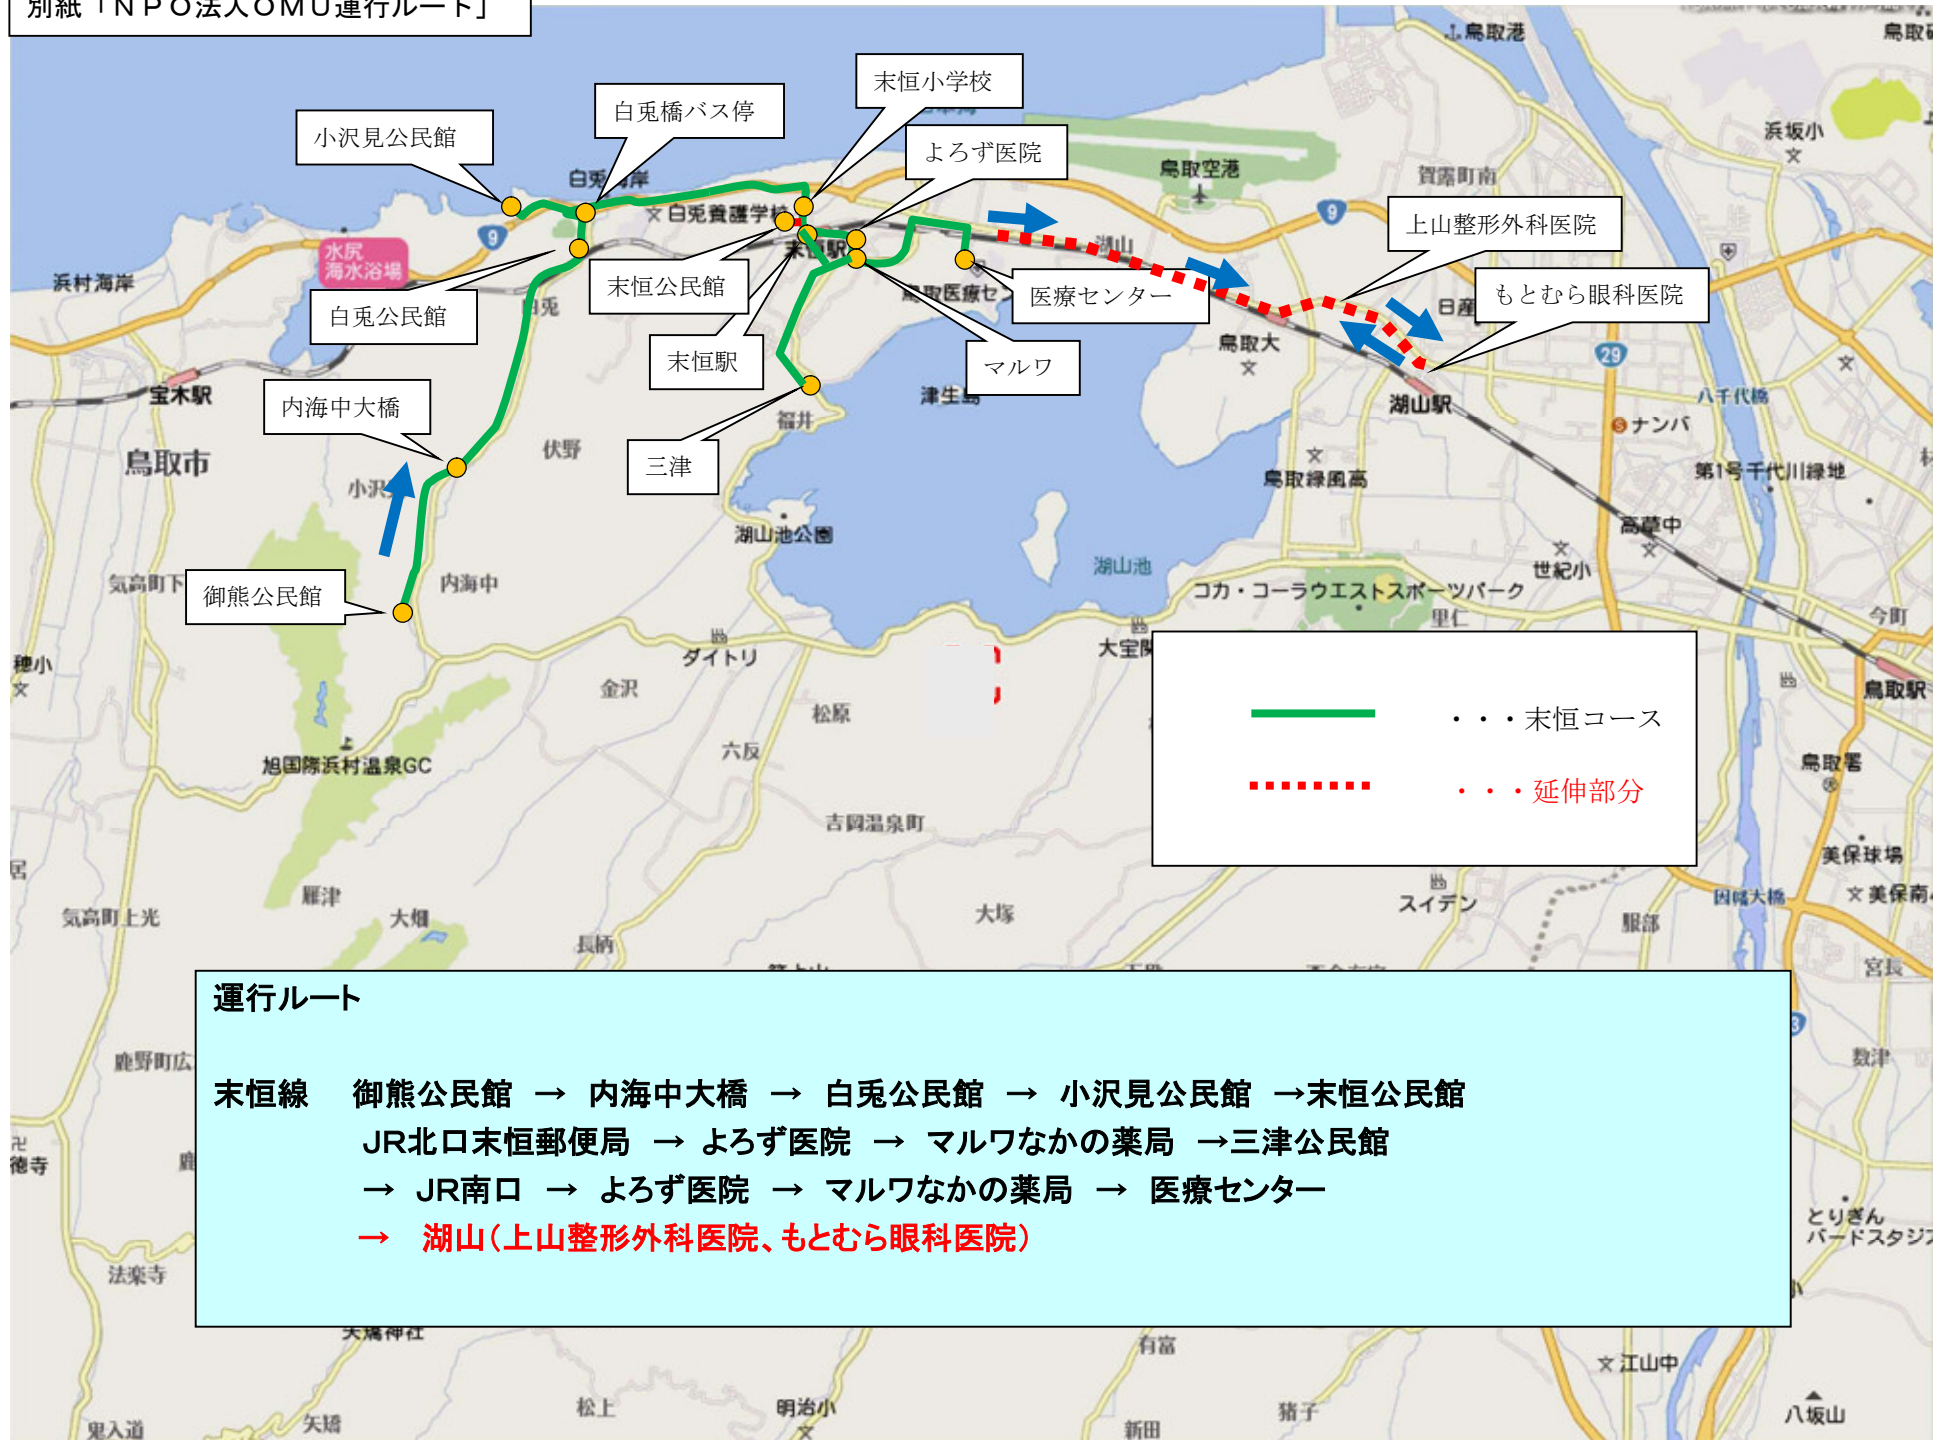 別紙「NPO法人OMU運行ルート」
鳥取港
末恒小学校
白兎橋バス停
小沢見公民館
よろず医院
浜坂小
鳥取空港
賀露町南
白兎海岸
白兎養護学校
9
9
上山整形外科医院
水尻
海水浴場
末恒駅
湖山
浜村海岸
末恒公民館
医療センター
もとむら眼科医院
白兎公民館
白兎
日産
鳥取大
29
末恒駅
マルワ
宝木駅
津生島
湖山駅
八千代橋
内海中大橋
福井
ナンバ
伏野
鳥取市
三津
鳥取緑風高
第1号千代川緑地
湖山池公園
高草中
湖山池
世紀小
気高町下
内海中
御熊公民館
コカ・コーラウエストスポーツパーク
里仁
今町
穂小
ダイトリ
鳥取駅
金沢
松原
・・・末恒コース
六反
旭国際浜村温泉GC
鳥取署
・・・延伸部分
吉岡温泉町
美保球場
雁津
スイデン
因幡大橋
気高町上光
大畑
大塚
服部
長柄
宮長
運行ルート
数津
末恒線 御熊公民館 → 内海中大橋 → 白兎公民館 → 小沢見公民館 →末恒公民館
JR北口末恒郵便局 → よろず医院 → マルワなかの薬局 →三津公民館
徳寺
→ JR南口 → よろず医院 → マルワなかの薬局 → 医療センター
とりぎん
→ 湖山(上山整形外科医院、もとむら眼科医院)
法楽寺
有富
江山中
松上
明治小
猪子
八坂山
鬼入道
矢矯
新田